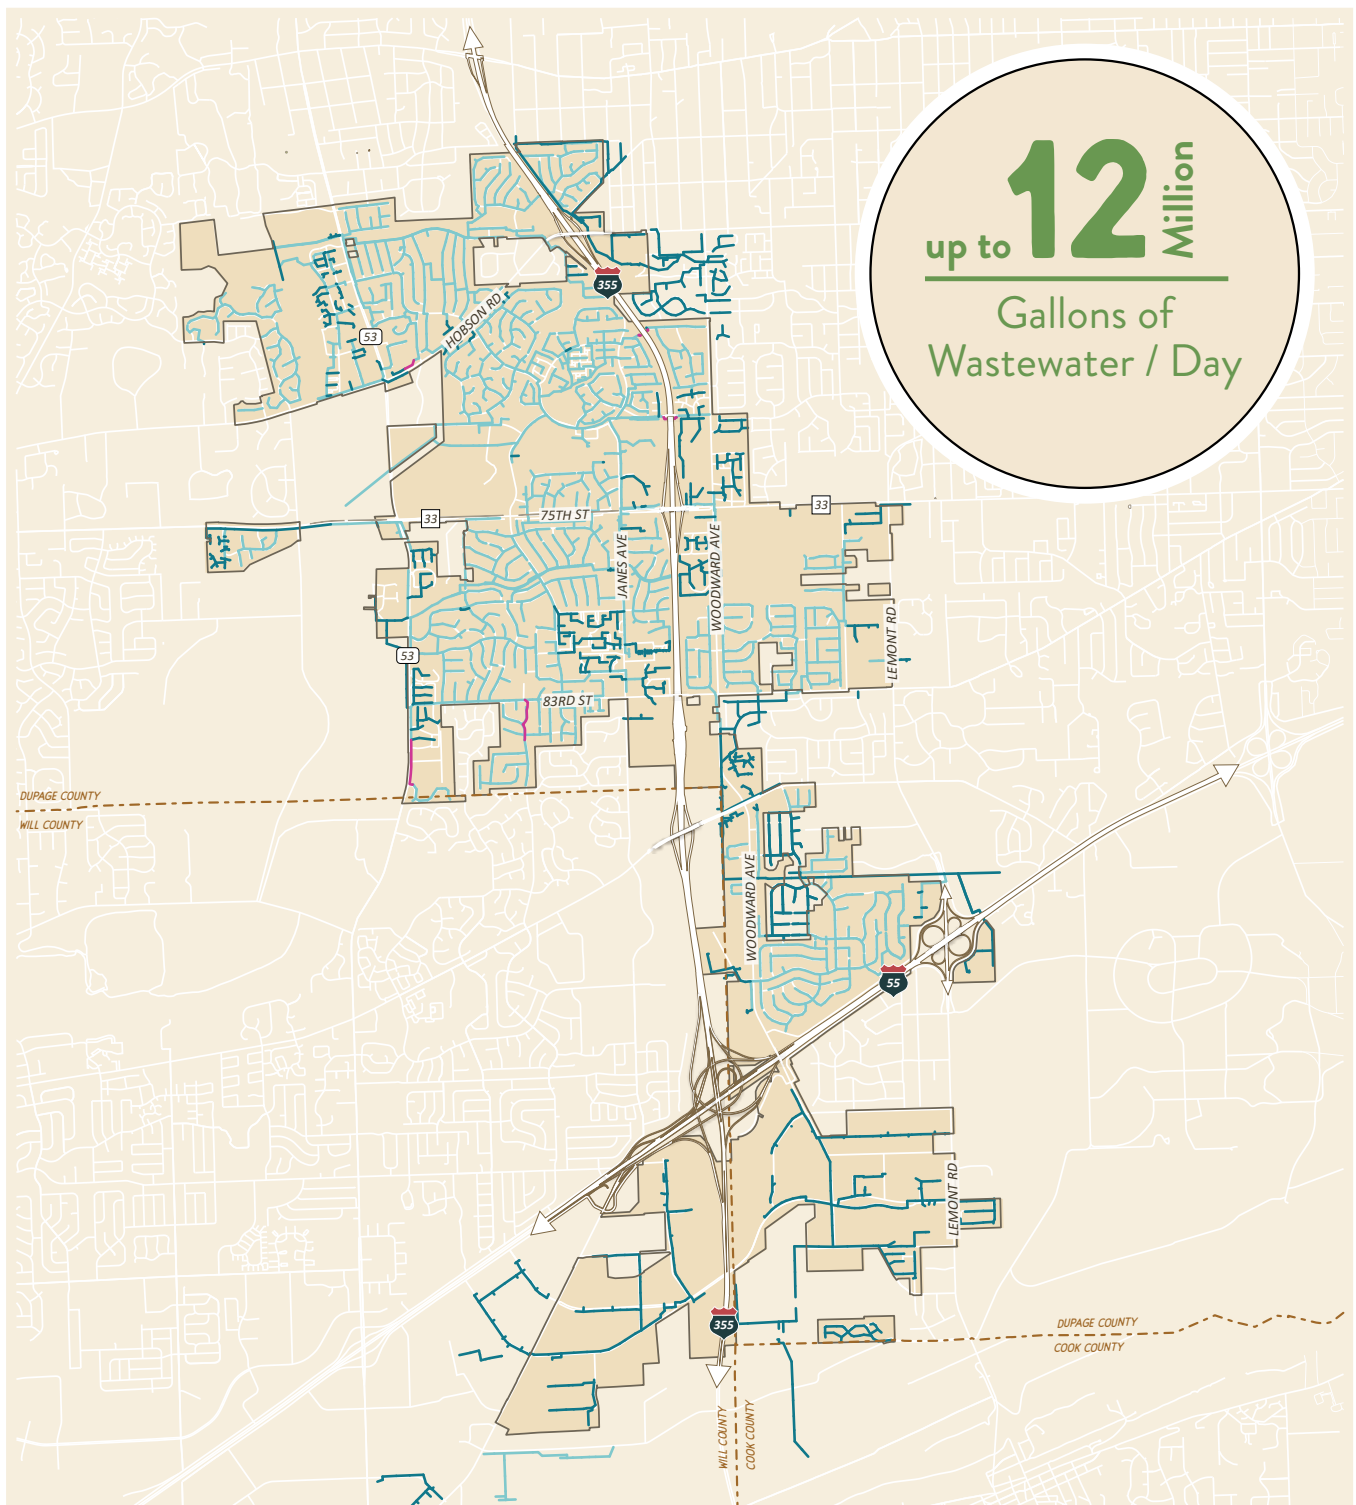 up to 12 Million
Gallons of
Wastewater / Day
355
HOBSON RD
53
33
75TH ST
33
JANES AVE
WOODWARD AVE
LEMONT RD
53
83RD ST
DUPAGE COUNTY
WILL COUNTY
WOODWARD AVE
55
LEMONT RD
355
DUPAGE COUNTY
COOK COUNTY
WILL COUNTY
COOK COUNTY